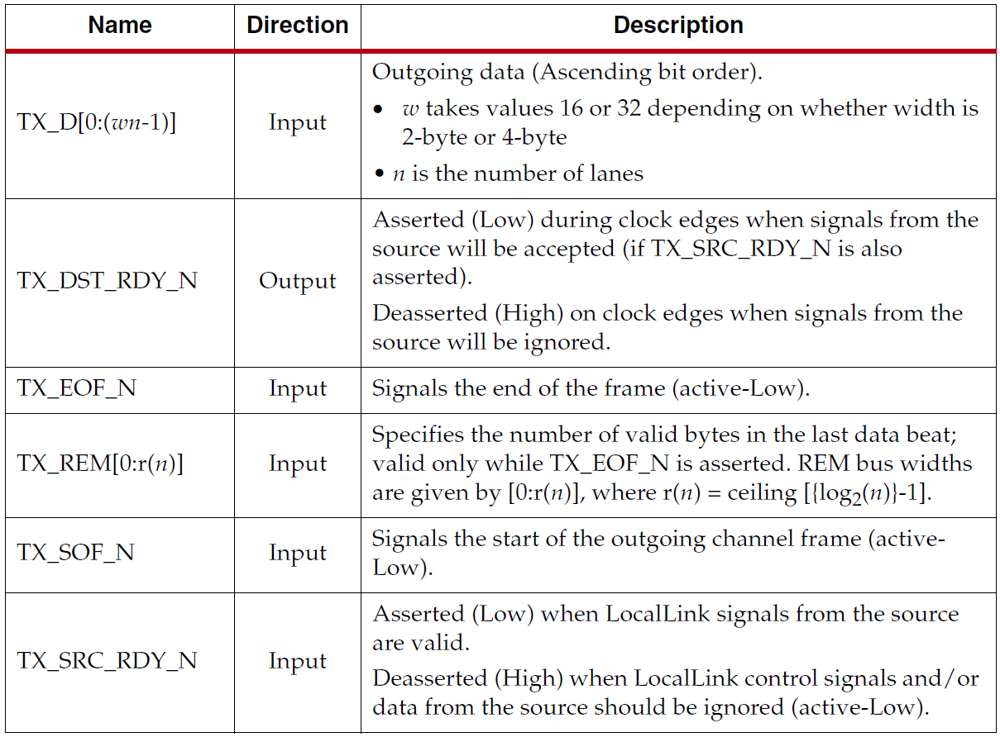 Name Direction Description
TX_D[0:(wn-1)] Input
Outgoing data (Ascending bit order).
• w takes values 16 or 32 depending on whether width is
2-byte or 4-byte
• n is the number of lanes
TX_DST_RDY_N Output
Asserted (Low) during clock edges when signals from the
source will be accepted (if TX_SRC_RDY_N is also
asserted).
Deasserted (High) on clock edges when signals from the
source will be ignored.
TX_EOF_N Input Signals the end of the frame (active-Low).
TX_REM[0:r(n)] Input
Specifies the number of valid bytes in the last data beat;
valid only while TX_EOF_N is asserted. REM bus widths
are given by [0:r(n)], where r(n) = ceiling [{log2(n)}-1].
TX_SOF_N Input
Signals the start of the outgoing channel frame (active-
Low).
TX_SRC_RDY_N Input
Asserted (Low) when LocalLink signals from the source
are valid.
Deasserted (High) when LocalLink control signals and/or
data from the source should be ignored (active-Low).